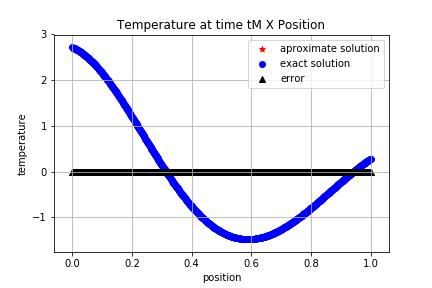 Temperature at time tM X Position
aproximate solution
exact solution
error
temperature
3
2
1
0
−1
0.0 0.2 0.4 0.6 0.8 1.0
position